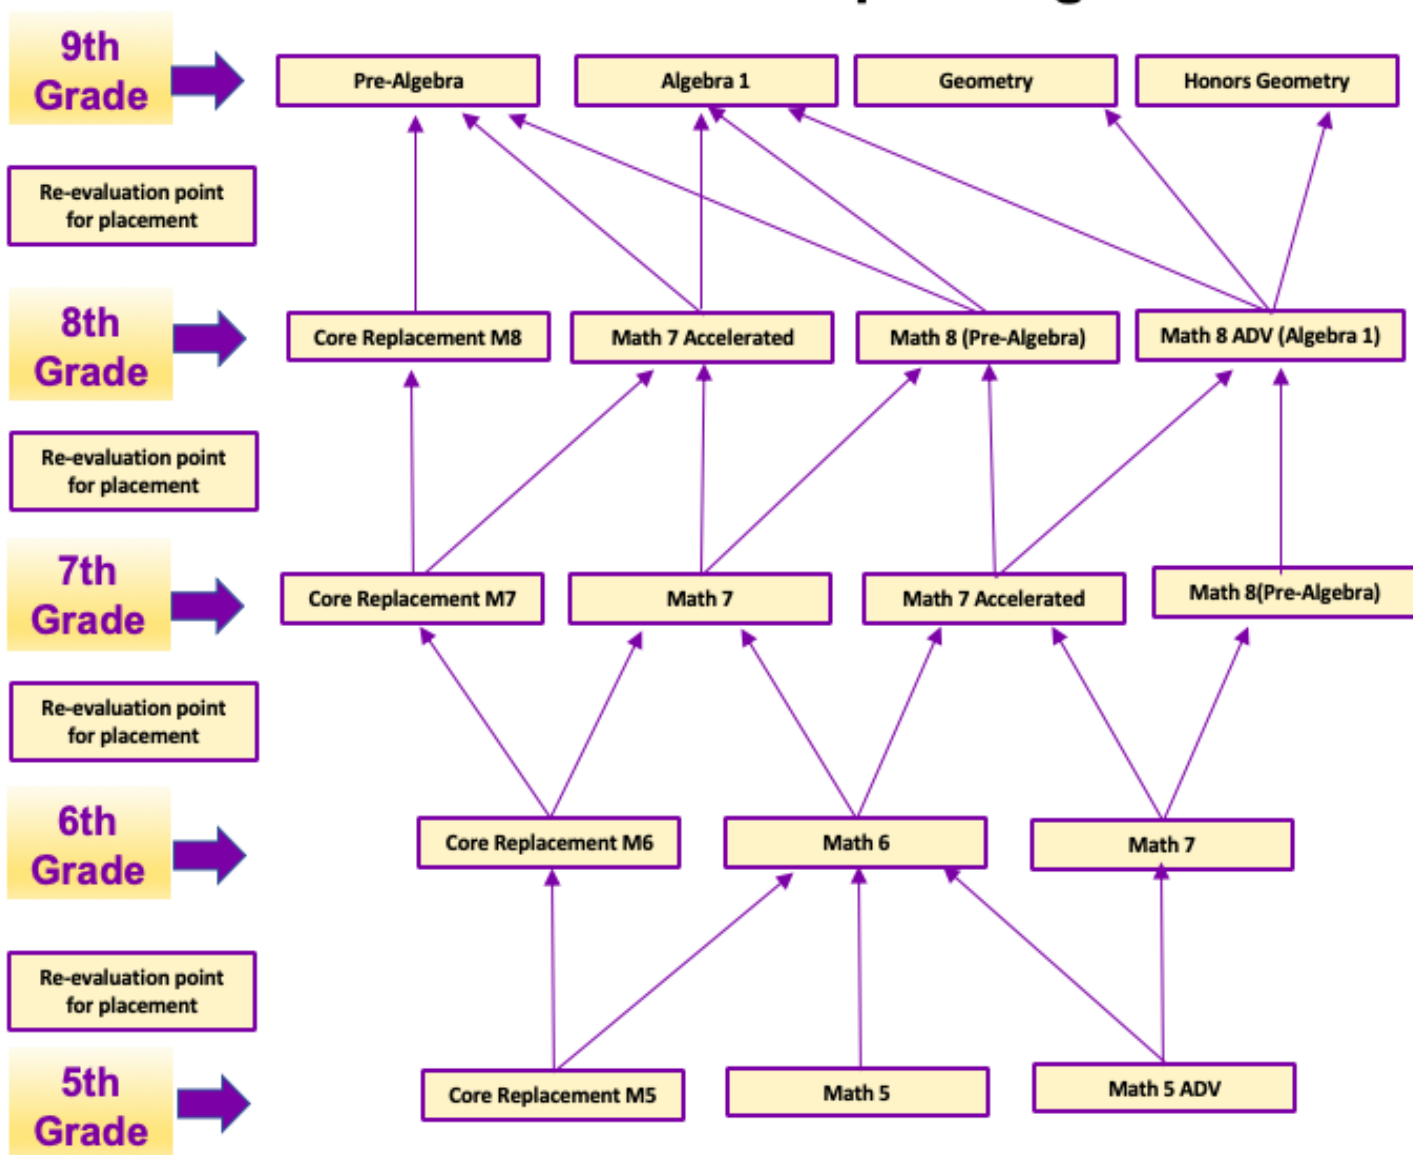 9th
Grade
Pre-Algebra
Algebra 1
Geometry
Honors Geometry
Re-evaluation point
for placement
8th
Grade
Core Replacement M8
Math 7 Accelerated
Math 8 (Pre-Algebra)
Math 8 ADV (Algebra 1)
Re-evaluation point
for placement
7th
Grade
Core Replacement M7
Math 7
Math 7 Accelerated
Math 8(Pre-Algebra)
Re-evaluation point
for placement
6th
Grade
Core Replacement M6
Math 6
Math 7
Re-evaluation point
for placement
5th
Grade
Core Replacement M5
Math 5
Math 5 ADV